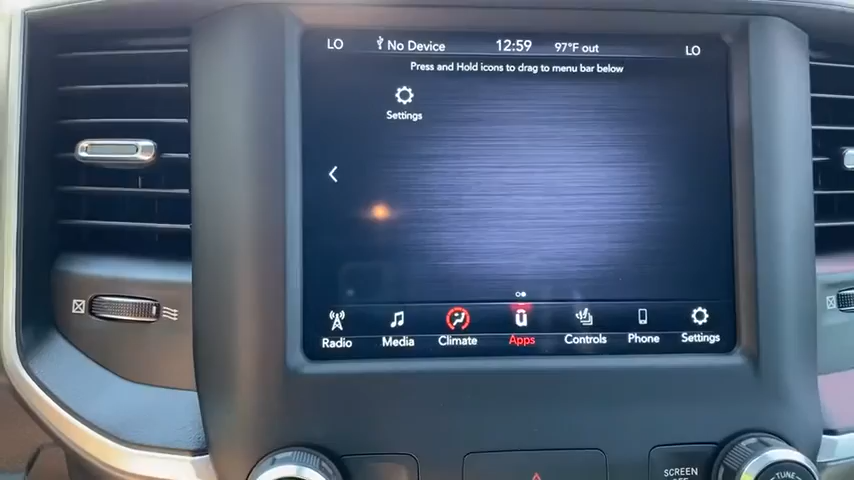 LO No Device 12:59 97°F out LO
Press and Hold icons to drag to menu bar below
Settings
Radio Media Climate Apps Controls Phone Settings
SCREEN
TUNE